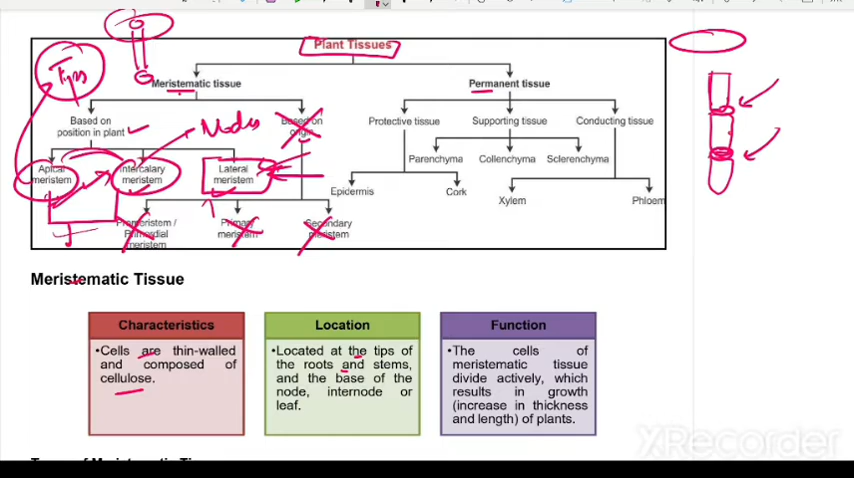 Plant Tissues
Tips
Meristematic tissue
Permanent tissue
Nodes
Based on
position in plant
Based on
origin
Protective tissue
Supporting tissue
Conducting tissue
Apical
meristem
Intercalary
meristem
Lateral
meristem
Parenchyma
Collenchyma
Sclerenchyma
Epidermis
Cork
Xylem
Phloem
Promeristem /
Primordial
meristem
Primary
meristem
Secondary
meristem
Meristematic Tissue
Characteristics
•Cells are thin-walled
and composed of
cellulose.
Location
•Located at the tips of
the roots and stems,
and the base of the
node, internode or
leaf.
Function
•The cells of
meristematic tissue
divide actively, which
results in growth
(increase in thickness
and length) of plants.
XRecorder